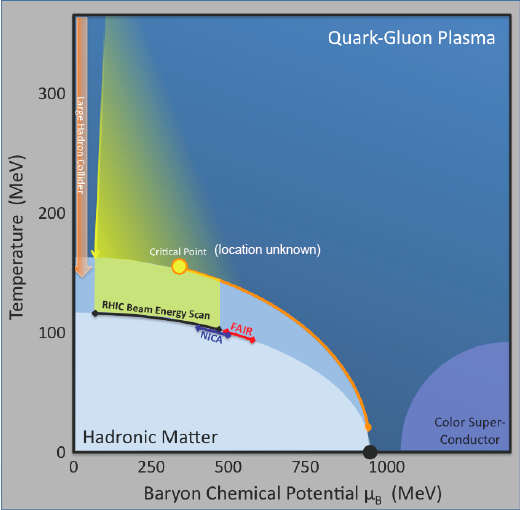 Quark-Gluon Plasma
300
Large Hadron Collider
200
Critical Point (location unknown)
Temperature (MeV)
RHIC Beam Energy Scan
100
FAIR
NICA
Color Super-
Conductor
Hadronic Matter
0
0 250 500 750 1000
Baryon Chemical Potential μB (MeV)